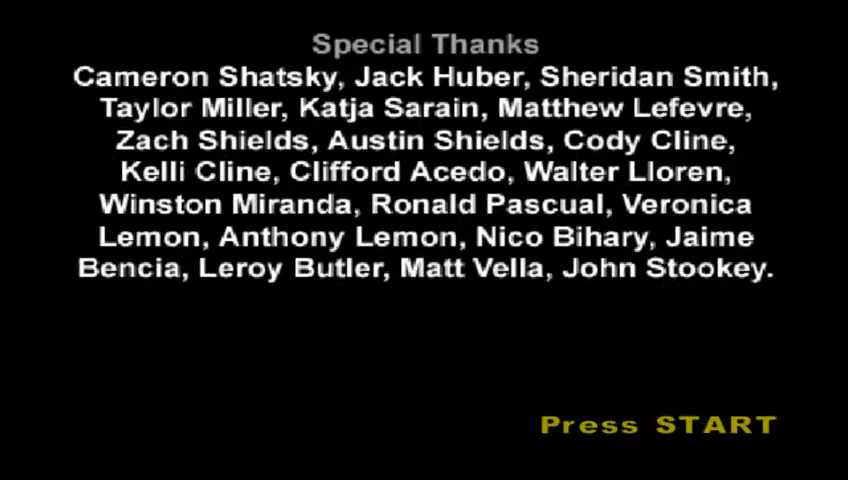 Special Thanks
Cameron Shatsky, Jack Huber, Sheridan Smith,
Taylor Miller, Katja Sarain, Matthew Lefevre,
Zach Shields, Austin Shields, Cody Cline,
Kelli Cline, Clifford Acedo, Walter Lloren,
Winston Miranda, Ronald Pascual, Veronica
Lemon, Anthony Lemon, Nico Bihary, Jaime
Bencia, Leroy Butler, Matt Vella, John Stookey.
Press START